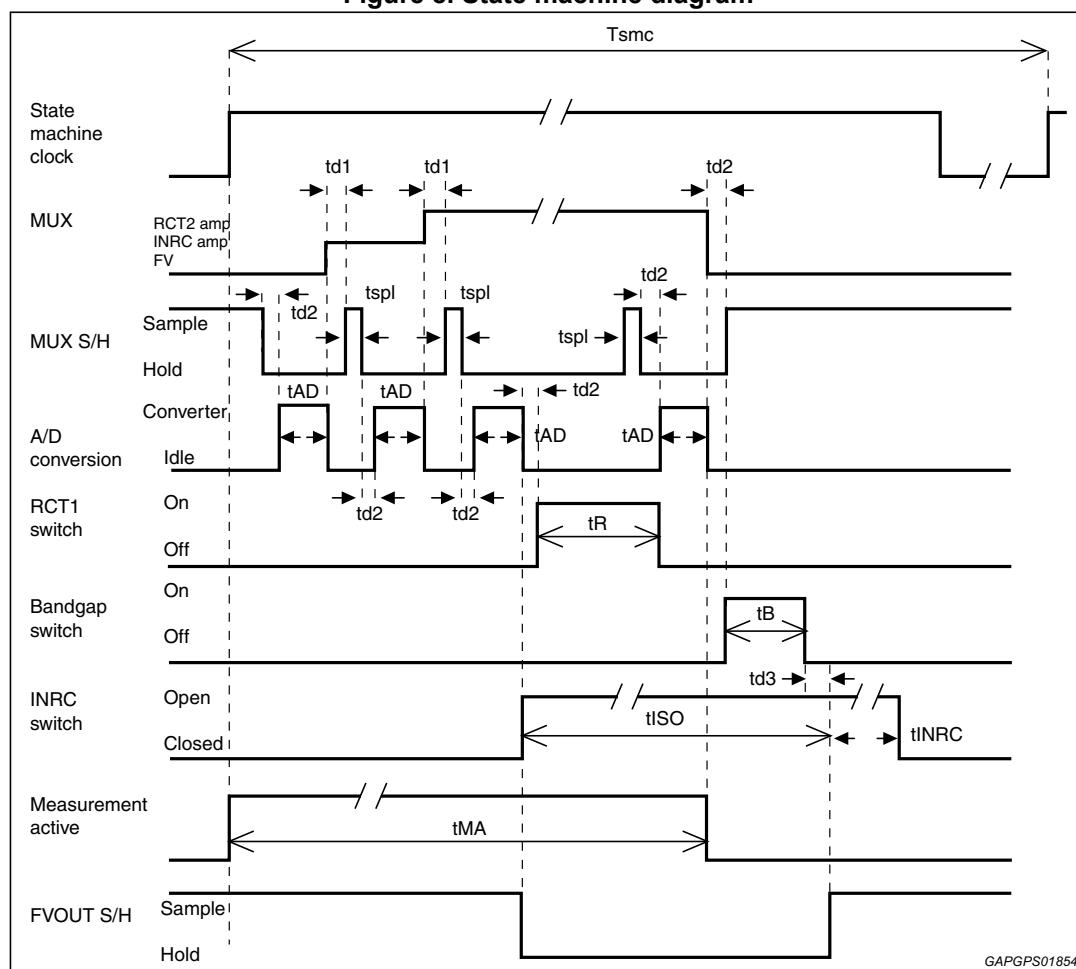 Figure 8. State machine diagram
Tsmc
State
machine
clock
td1
td1
td2
MUX
RCT2 amp
INRC amp
FV
td2
tspl
tspl
td2
MUX S/H
Sample
tspl
Hold
tAD
tAD
td2
Converter
A/D
conversion
tAD
tAD
Idle
RCT1
switch
On
td2
td2
tR
Off
Bandgap
switch
On
tB
Off
td3
INRC
switch
Open
tISO
Closed
tINRC
Measurement
active
tMA
FVOUT S/H
Sample
Hold
GAPGPS01854